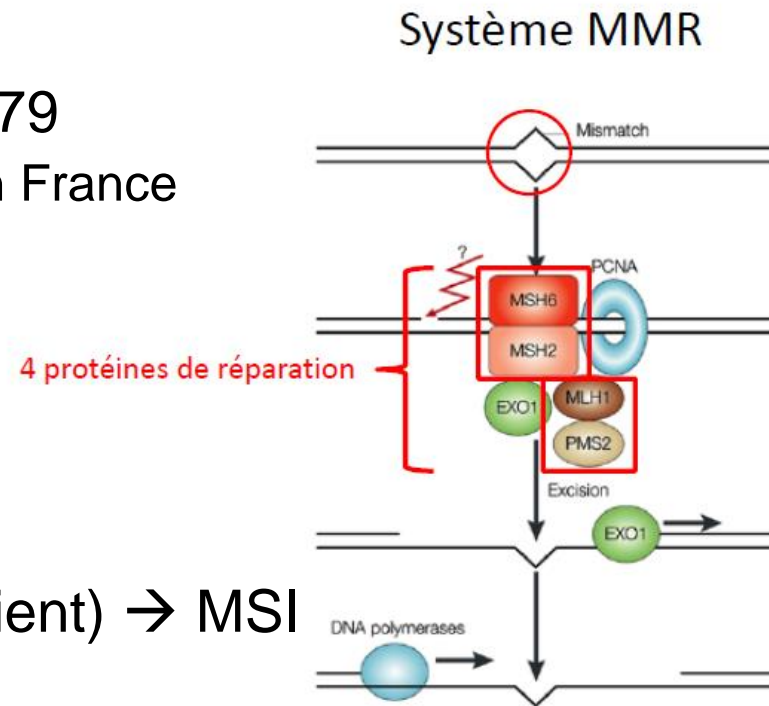 Système MMR
79
n France
Mismatch
?
PCNA
MSH6
MSH2
4 protéines de réparation
EXO1
MLH1
PMS2
Excision
EXO1
ient) → MSI
DNA polymerases